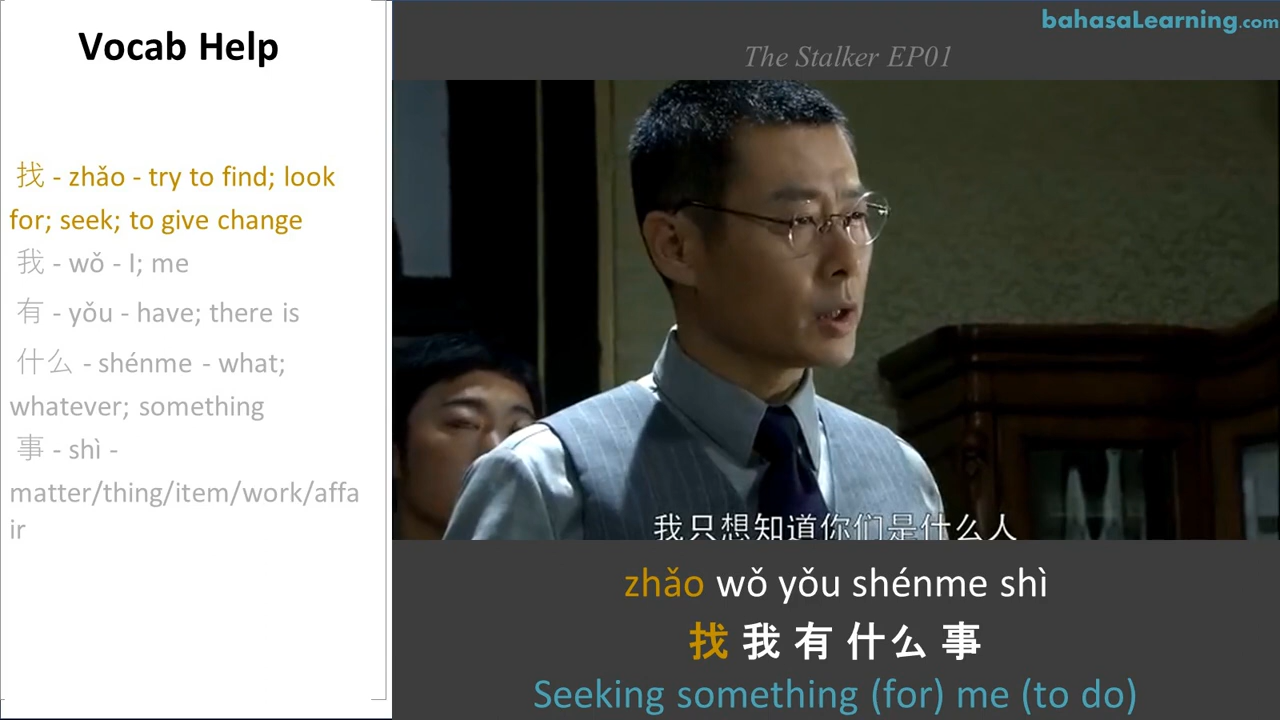 Vocab Help
找 - zhǎo - try to find; look
for; seek; to give change
我 - wǒ - I; me
有 - yǒu - have; there is
什么 - shénme - what;
whatever; something
事 - shì -
matter/thing/item/work/affa
ir
bahasaLearning.com
The Stalker EP01
我只想知道你们是什么人
zhǎo wǒ yǒu shénme shì
找 我 有 什么 事
Seeking something (for) me (to do)